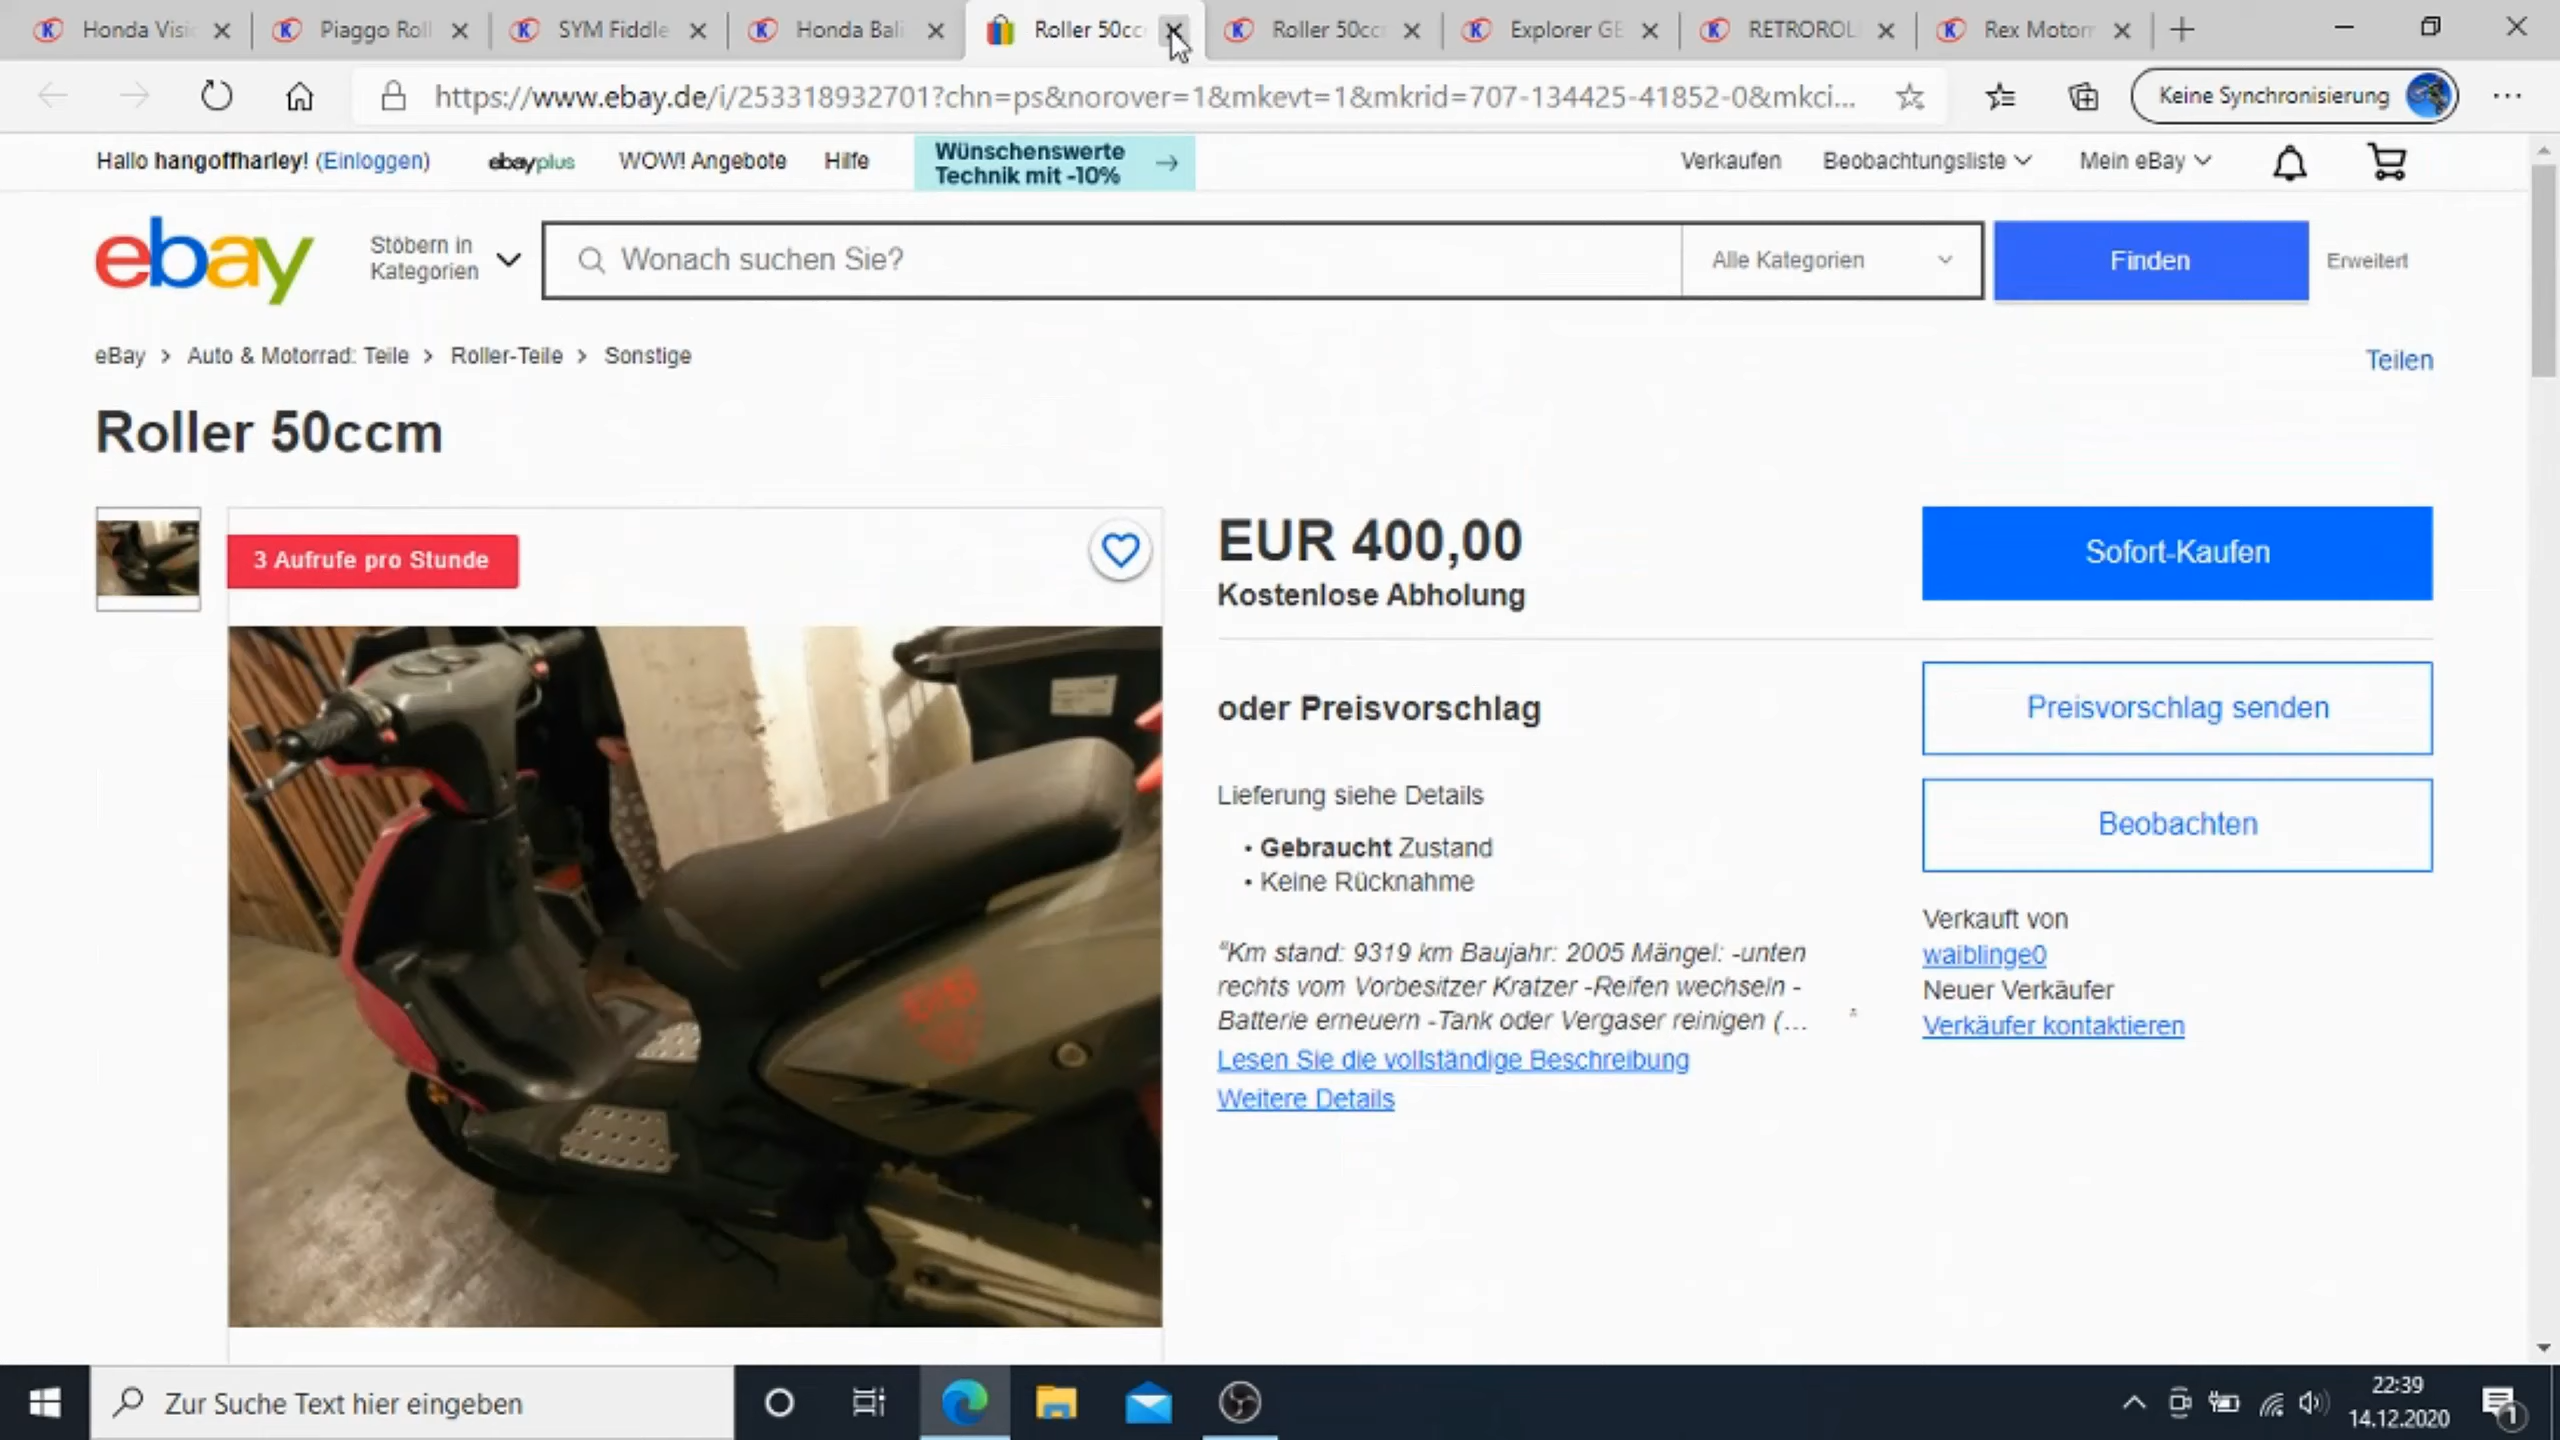 Honda Visi
Piaggo Roll
SYM Fiddle
Honda Bali
Roller 50cc
Roller 50cc
Explorer GE
RETROROL
Rex Motorr
https://www.ebay.de/i/253318932701?chn=ps&norover=1&mkevt=1&mkrid=707-134425-41852-0&mkci...
Keine Synchronisierung
Hallo hangoffharley! (Einloggen)
ebayplus
WOW! Angebote
Hilfe
Wünschenswerte
Technik mit -10%
Verkaufen
Beobachtungsliste
Mein eBay
ebay
Stöbern in
Kategorien
Wonach suchen Sie?
Alle Kategorien
Finden
Erweitert
eBay > Auto & Motorrad: Teile > Roller-Teile > Sonstige
Teilen
Roller 50ccm
3 Aufrufe pro Stunde
EUR 400,00
Kostenlose Abholung
Sofort-Kaufen
oder Preisvorschlag
Preisvorschlag senden
Lieferung siehe Details
Beobachten
• Gebraucht Zustand
• Keine Rücknahme
Verkauft von
waiblinge0
Neuer Verkäufer
Verkäufer kontaktieren
“Km stand: 9319 km Baujahr: 2005 Mängel: -unten
rechts vom Vorbesitzer Kratzer -Reifen wechseln -
Batterie erneuern -Tank oder Vergaser reinigen (... "
Lesen Sie die vollständige Beschreibung
Weitere Details
Zur Suche Text hier eingeben
22:39
14.12.2020
1